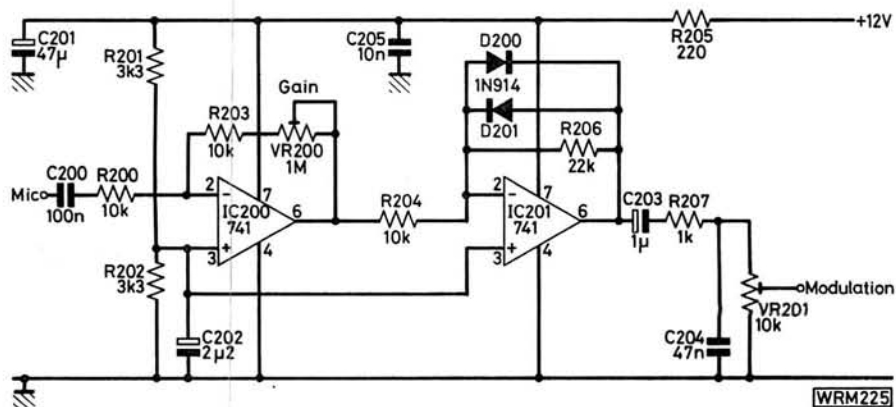 C201
47µ
R201
3k3
C205
10n
D200
1N914
D201
R205
220
+12V
Gain
R203
10k
VR200
1M
R206
22k
Mic
C200
100n
R200
10k
2
−
7
IC200
741
6
+
3
4
R204
10k
2
−
7
IC201
741
6
+
3
4
C203
1µ
R207
1k
R202
3k3
C202
2µ2
C204
47n
VR2D1
10k
Modulation
WRM225